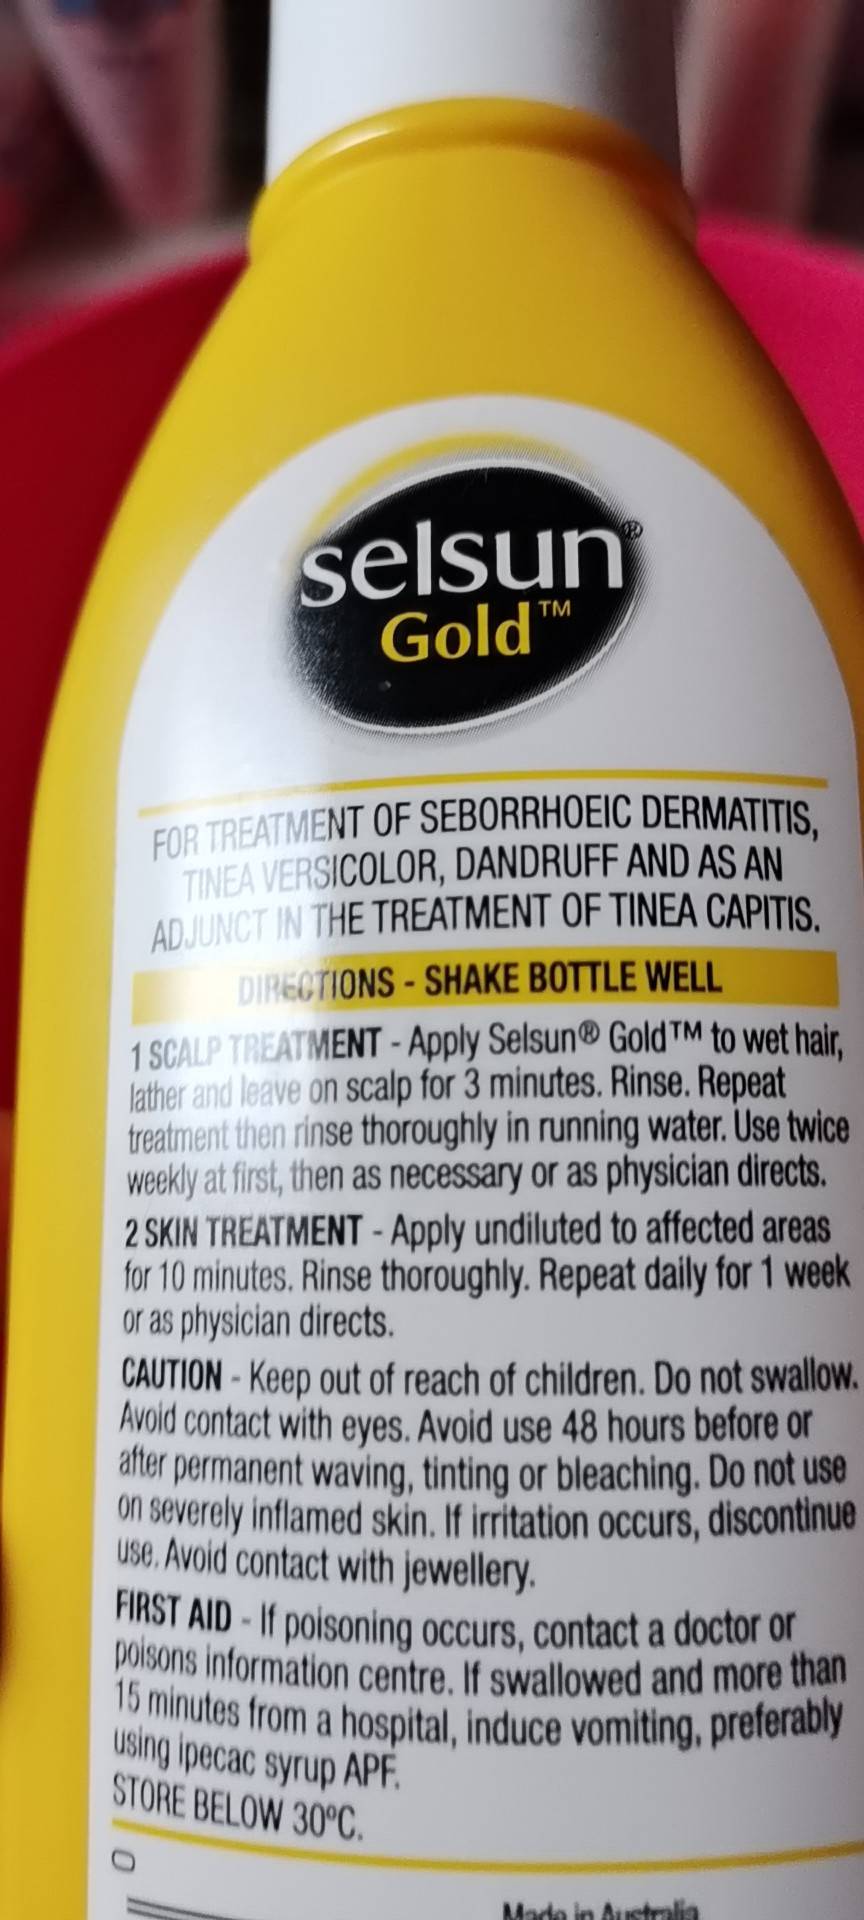 selsun®
Gold™
FOR TREATMENT OF SEBORRHOEIC DERMATITIS,
TINEA VERSICOLOR, DANDRUFF AND AS AN
ADJUNCT IN THE TREATMENT OF TINEA CAPITIS.
DIRECTIONS - SHAKE BOTTLE WELL
1 SCALP TREATMENT - Apply Selsun® Gold™ to wet hair,
lather and leave on scalp for 3 minutes. Rinse. Repeat
treatment then rinse thoroughly in running water. Use twice
weekly at first, then as necessary or as physician directs.
2 SKIN TREATMENT - Apply undiluted to affected areas
for 10 minutes. Rinse thoroughly. Repeat daily for 1 week
or as physician directs.
CAUTION - Keep out of reach of children. Do not swallow.
Avoid contact with eyes. Avoid use 48 hours before or
after permanent waving, tinting or bleaching. Do not use
on severely inflamed skin. If irritation occurs, discontinue
use. Avoid contact with jewellery.
FIRST AID - If poisoning occurs, contact a doctor or
poisons information centre. If swallowed and more than
15 minutes from a hospital, induce vomiting, preferably
using ipecac syrup APF.
STORE BELOW 30°C.
0
Made in Australia